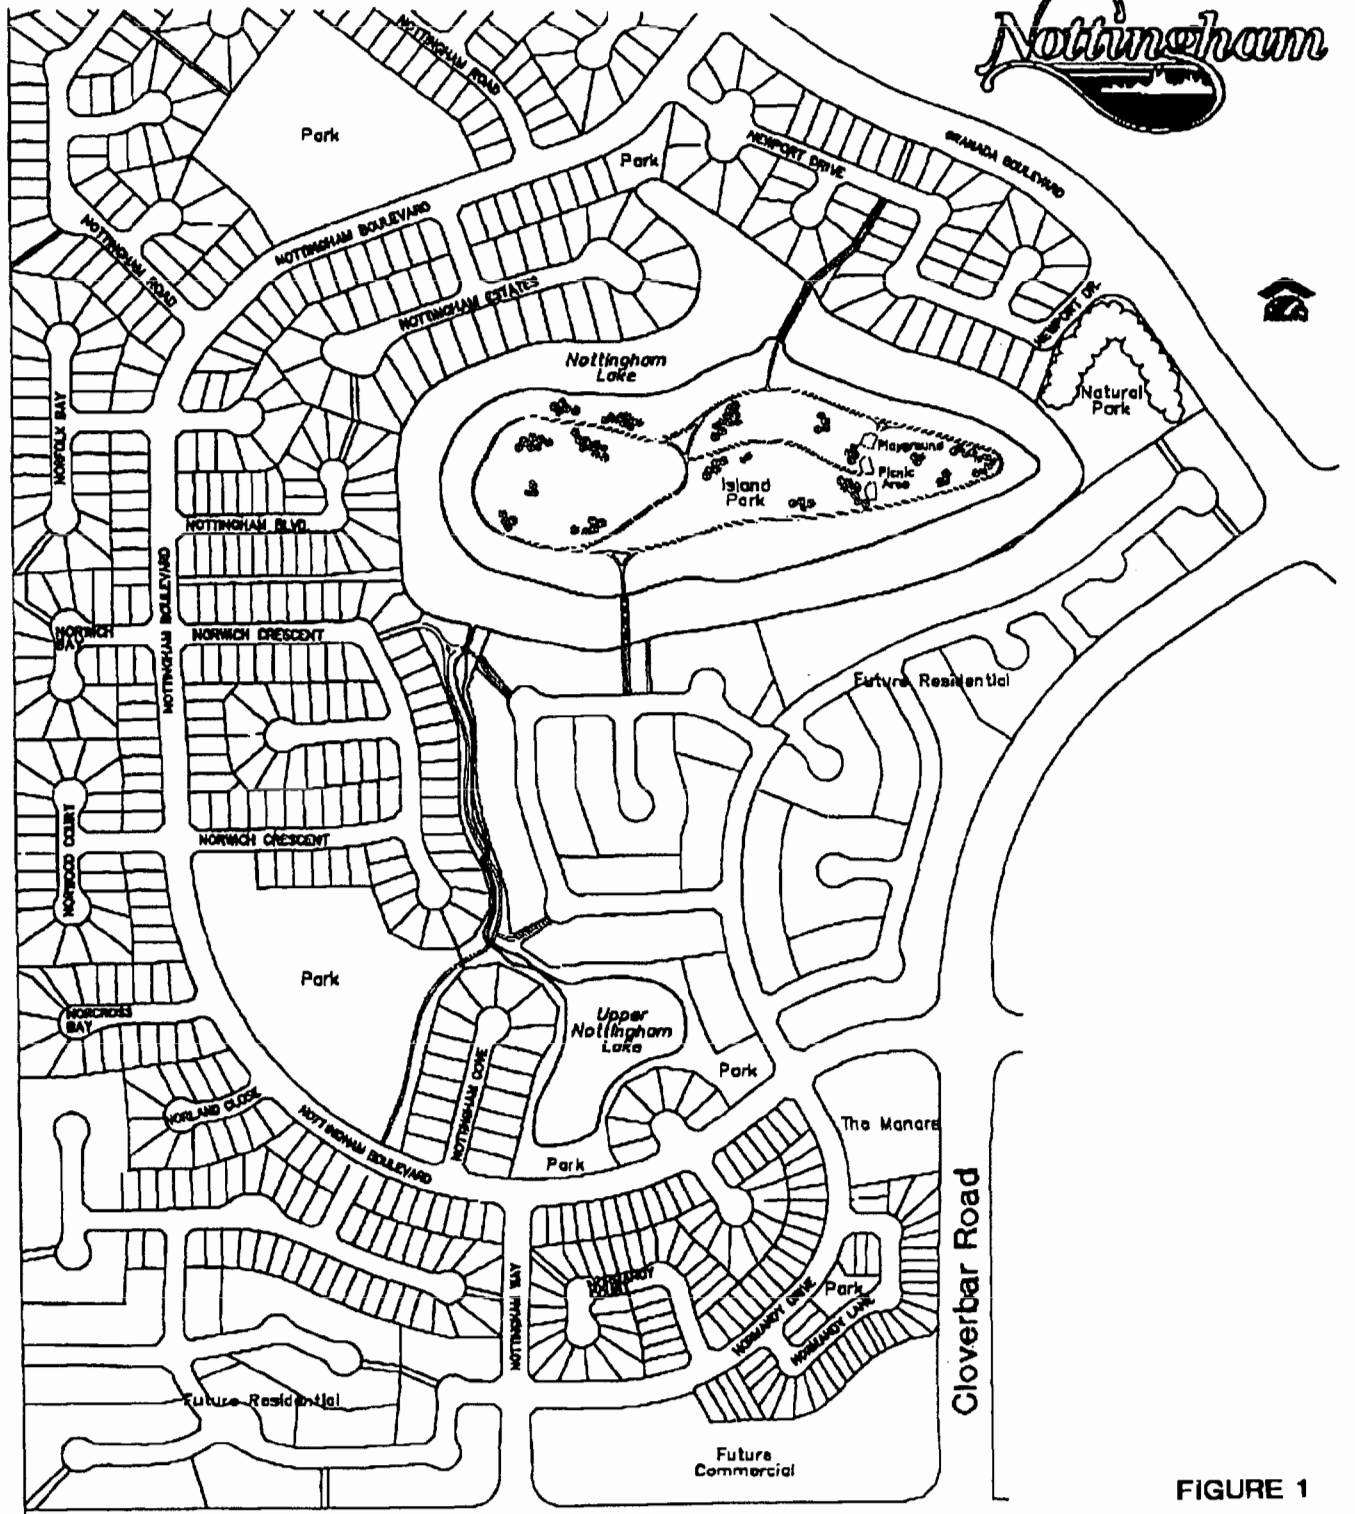 Nottingham
NOTTINGHAM ROAD
GRANADA BOULEVARD
Park
NEWPORT DRIVE
Park
NOTTINGHAM BOULEVARD
NOTTINGHAM ROAD
NOTTINGHAM ESTATES
NEWPORT DR.
Nottingham
Lake
Natural
Park
NORFOLK BAY
Playground
Picnic
Area
Island
Park
NOTTINGHAM BLVD.
NOTTINGHAM BOULEVARD
NORWICH
BAY
NORWICH CRESCENT
Future Residential
NORWOOD COURT
NORWICH CRESCENT
Park
NORCROSS
BAY
Upper
Nottingham
Lake
Park
NOTTINGHAM COVE
NORLAND CLOSE
The Manors
NOTTINGHAM BOULEVARD
Park
Cloverbar Road
NORMANDY
COURT
Park
NOTTINGHAM BAY
NORMANDY DRIVE
NORMANDY LANE
Future Residential
Future
Commercial
FIGURE 1